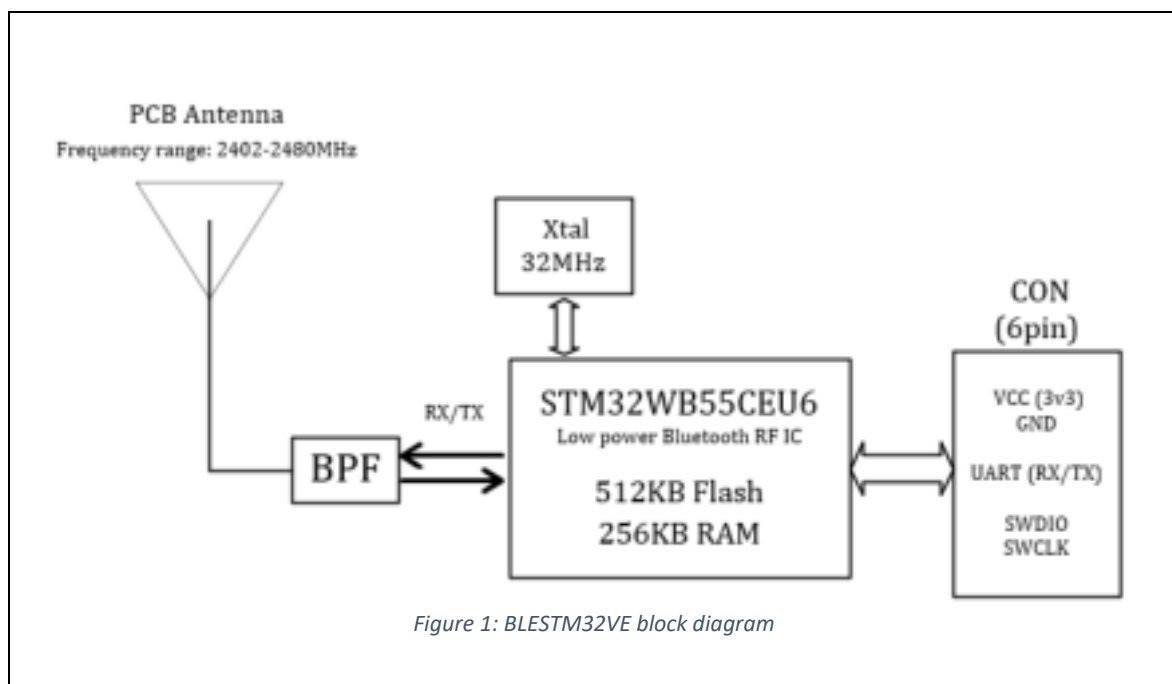 PCB Antenna
Frequency range: 2402-2480MHz
Xtal
32MHz
CON
(6pin)
RX/TX
BPF
STM32WB55CEU6
Low power Bluetooth RF IC
512KB Flash
256KB RAM
VCC (3v3)
GND
UART (RX/TX)
SWDIO
SWCLK
Figure 1: BLESTM32VE block diagram